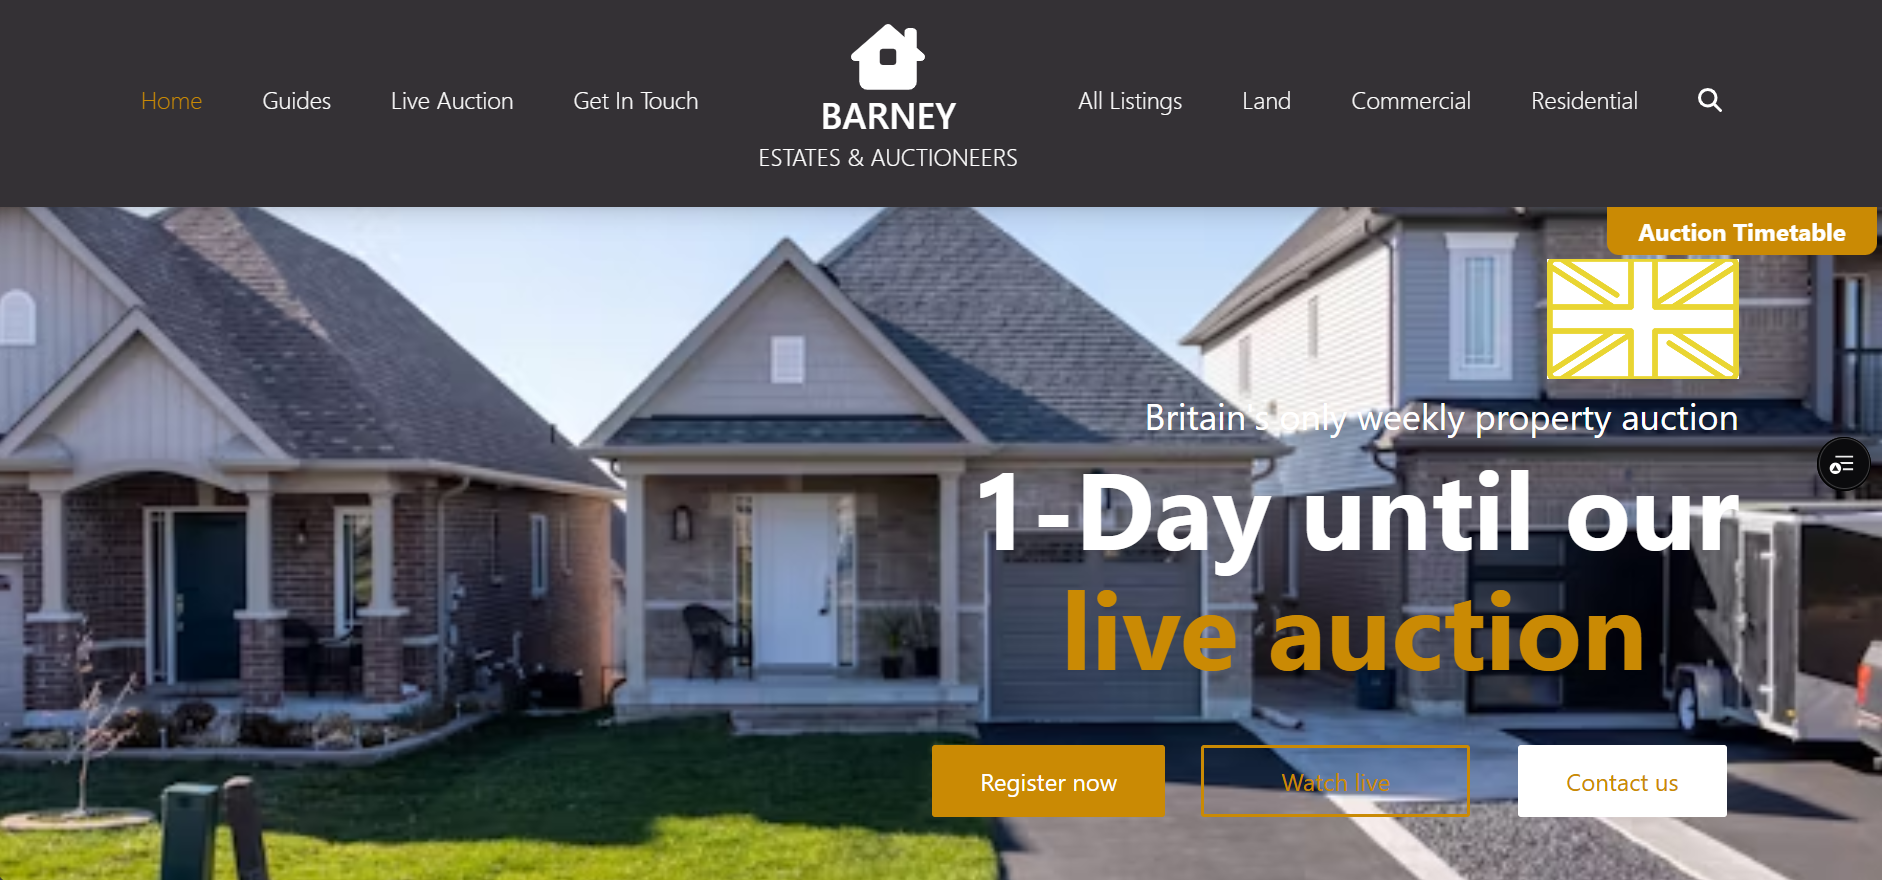 Home
Guides
Live Auction
Get In Touch
BARNEY
ESTATES & AUCTIONEERS
All Listings
Land
Commercial
Residential
Auction Timetable
Britain's only weekly property auction
1-Day until our
live auction
Register now
Watch live
Contact us